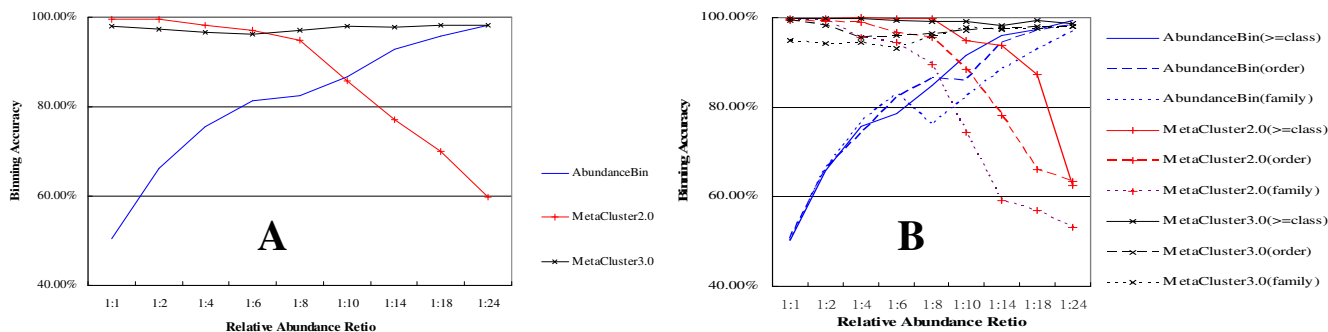 100.00%
80.00%
60.00%
40.00%
Binning Accuracy
1:1 1:2 1:4 1:6 1:8 1:10 1:14 1:18 1:24
Relative Abundance Retio
A
AbundanceBin
MetaCluster2.0
MetaCluster3.0
100.00%
80.00%
60.00%
40.00%
Binning Accuracy
1:1 1:2 1:4 1:6 1:8 1:10 1:14 1:18 1:24
Relative Abundance Retio
B
AbundanceBin(>=class)
AbundanceBin(order)
AbundanceBin(family)
MetaCluster2.0(>=class)
MetaCluster2.0(order)
MetaCluster2.0(family)
MetaCluster3.0(>=class)
MetaCluster3.0(order)
MetaCluster3.0(family)